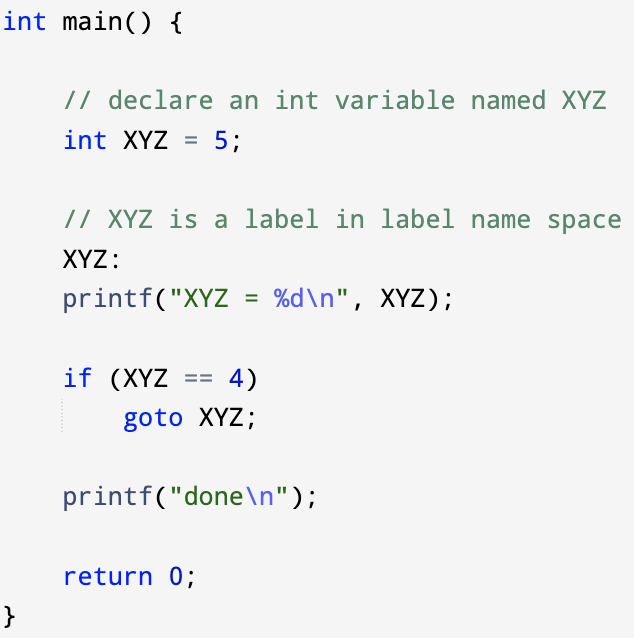 int main() {
// declare an int variable named XYZ
int XYZ = 5;
// XYZ is a label in label name space
XYZ:
printf("XYZ = %d\n", XYZ);
if (XYZ == 4)
goto XYZ;
printf("done\n");
return 0;
}